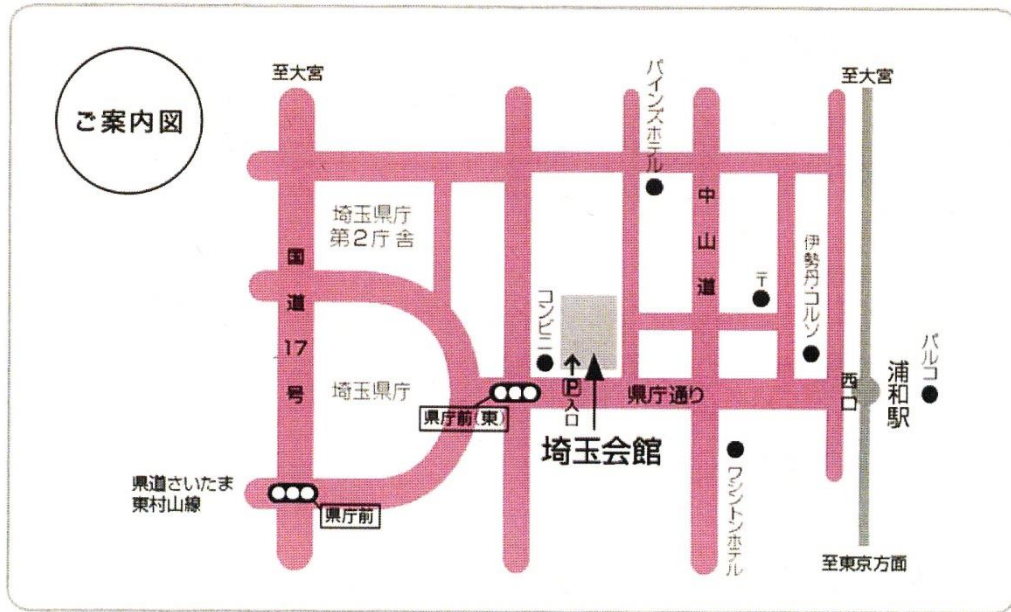 ご案内図
至大宮
パインズホテル
至大宮
埼玉県庁
第2庁舎
中山道
国道17号
伊勢丹・コルソ
〒
コンビニ
パルコ
埼玉県庁
県庁前(東)
P入口
県庁通り
西口
浦和駅
埼玉会館
県道さいたま
東村山線
県庁前
ワシントンホテル
至東京方面